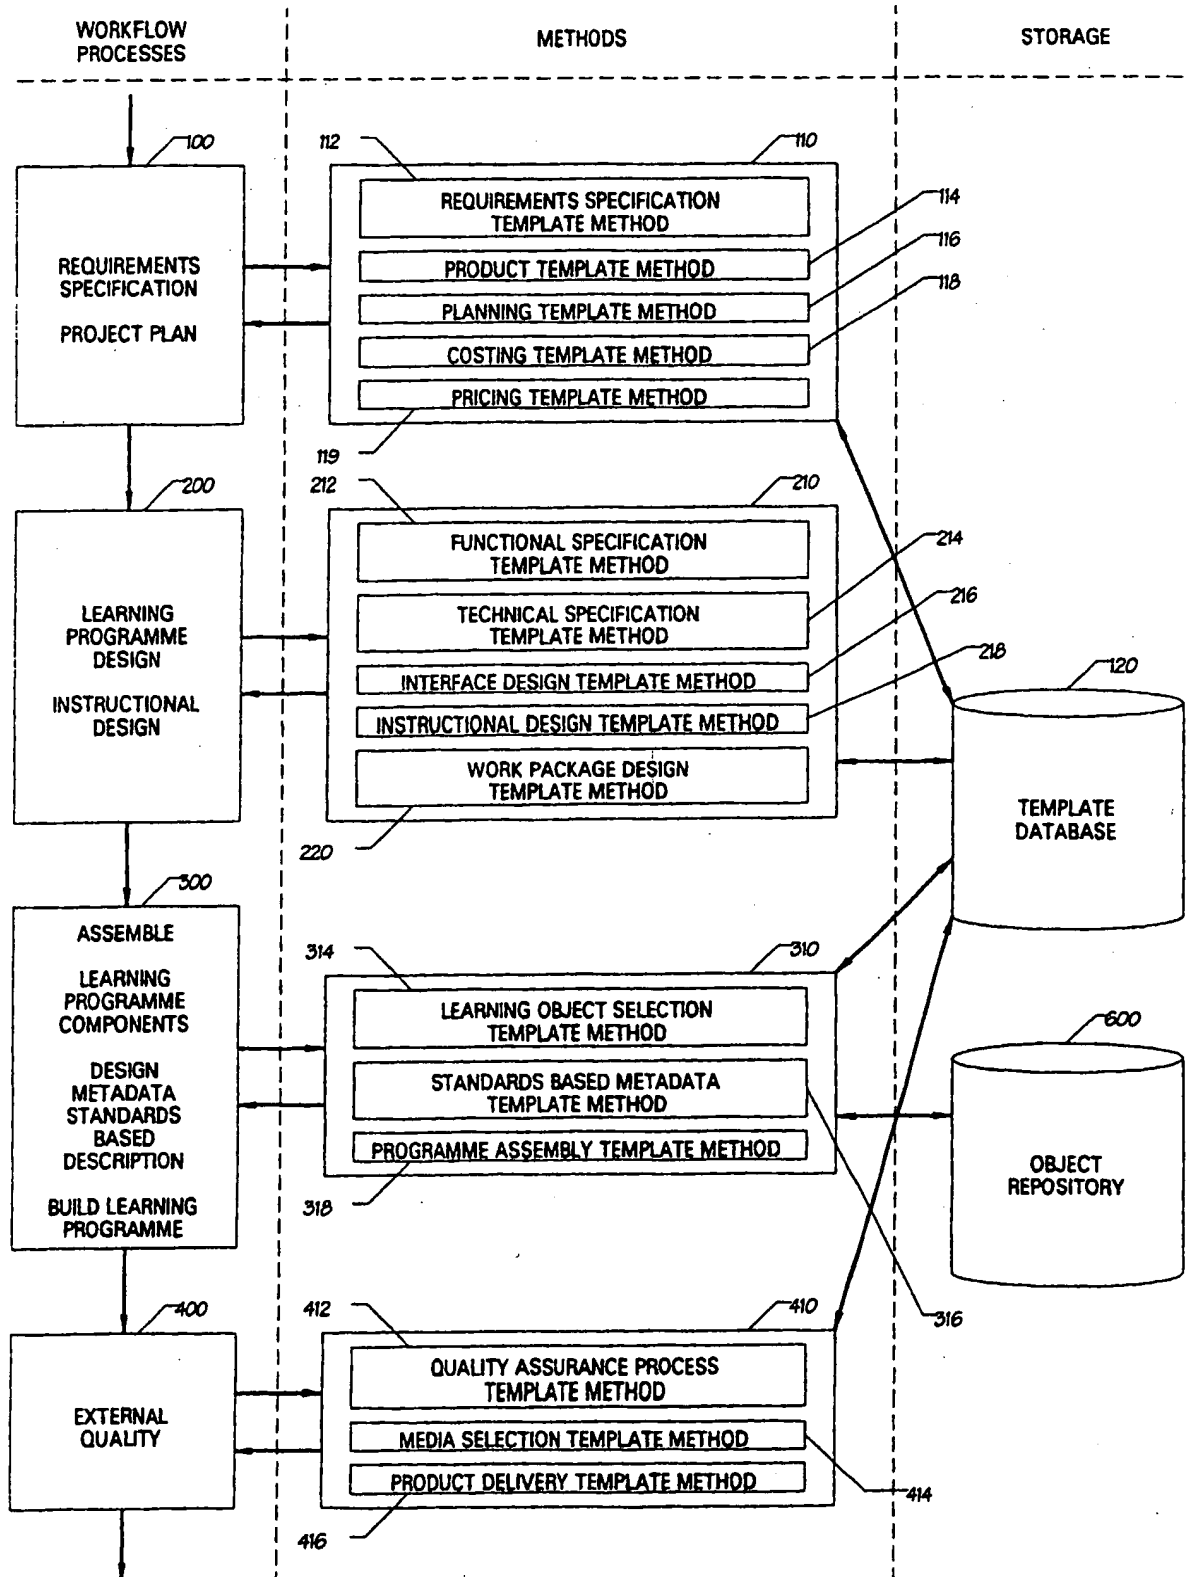 WORKFLOW
PROCESSES
METHODS
STORAGE
100
112
110
REQUIREMENTS
SPECIFICATION
PROJECT PLAN
REQUIREMENTS SPECIFICATION
TEMPLATE METHOD
PRODUCT TEMPLATE METHOD
PLANNING TEMPLATE METHOD
COSTING TEMPLATE METHOD
PRICING TEMPLATE METHOD
114
116
118
119
200
212
210
LEARNING
PROGRAMME
DESIGN
INSTRUCTIONAL
DESIGN
FUNCTIONAL SPECIFICATION
TEMPLATE METHOD
TECHNICAL SPECIFICATION
TEMPLATE METHOD
INTERFACE DESIGN TEMPLATE METHOD
INSTRUCTIONAL DESIGN TEMPLATE METHOD
WORK PACKAGE DESIGN
TEMPLATE METHOD
214
216
218
220
120
TEMPLATE
DATABASE
300
314
310
ASSEMBLE
LEARNING
PROGRAMME
COMPONENTS
DESIGN
METADATA
STANDARDS
BASED
DESCRIPTION
BUILD LEARNING
PROGRAMME
LEARNING OBJECT SELECTION
TEMPLATE METHOD
STANDARDS BASED METADATA
TEMPLATE METHOD
PROGRAMME ASSEMBLY TEMPLATE METHOD
318
316
600
OBJECT
REPOSITORY
400
412
410
EXTERNAL
QUALITY
QUALITY ASSURANCE PROCESS
TEMPLATE METHOD
MEDIA SELECTION TEMPLATE METHOD
PRODUCT DELIVERY TEMPLATE METHOD
414
416